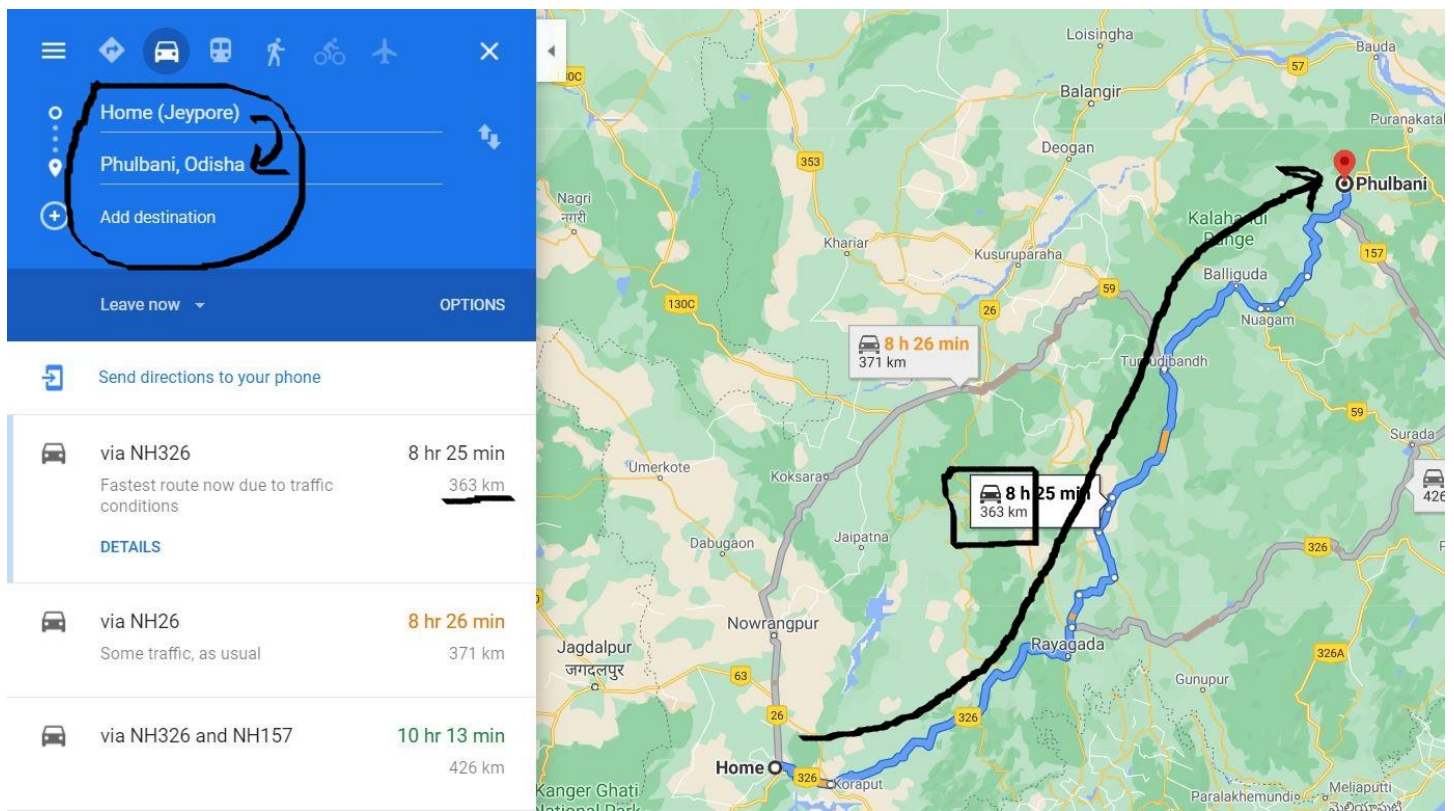 Home (Jeypore)
Phulbani, Odisha
Add destination
Leave now
OPTIONS
Send directions to your phone
via NH326
8 hr 25 min
Fastest route now due to traffic
363 km
conditions
DETAILS
via NH26
8 hr 26 min
Some traffic, as usual
371 km
via NH326 and NH157
10 hr 13 min
426 km
Loisingha
Bauda
57
Balangir
Puranakatak
Deogan
353
Phulbani
Nagri
नगरी
Khariar
Kusuruparaha
157
Balliguda
59
130C
26
Nuagam
8 h 26 min
371 km
59
Surada
Umerkote
Koksara
8 h 25 min
363 km
426
Dabugaon
Jaipatna
326
Nowrangpur
Jagdalpur
जगदलपुर
Rayagada
326A
63
Gunupur
26
326
Home
326
Koraput
Kanger Ghati
National Park
Paralakhemundi
Meliaputti